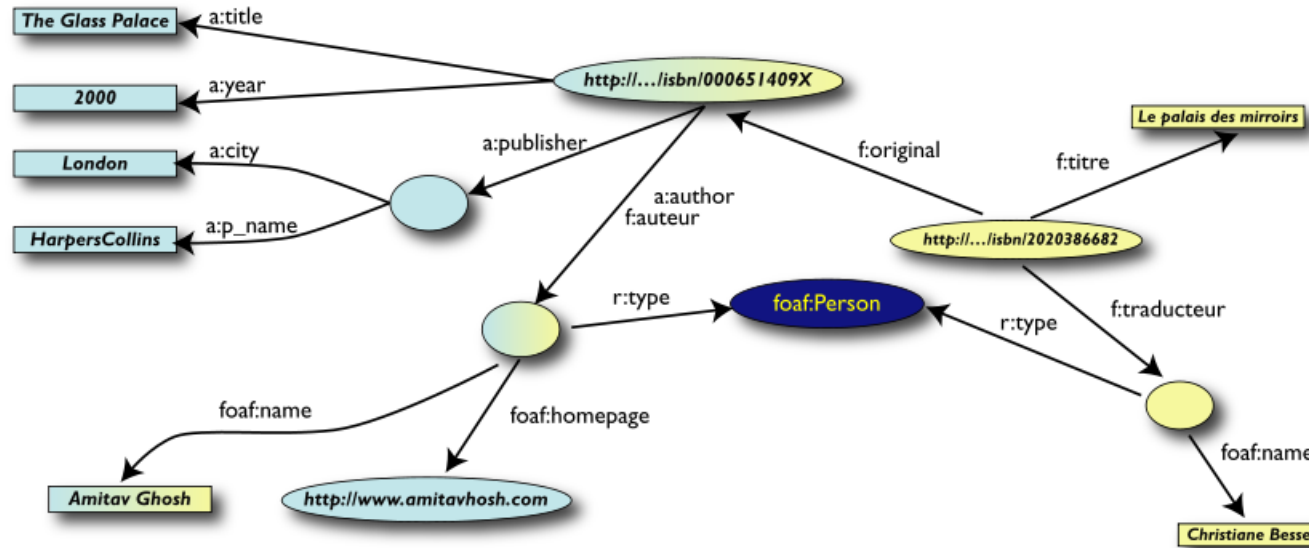 The Glass Palace
a:title
http://.../isbn/000651409X
2000
a:year
Le palais des mirroirs
London
a:city
a:publisher
f:original
f:titre
a:author
f:auteur
HarpersCollins
a:p_name
http://.../isbn/2020386682
r:type
foaf:Person
r:type
f:traducteur
foaf:name
foaf:homepage
foaf:name
Amitav Ghosh
http://www.amitavhosh.com
Christiane Besse